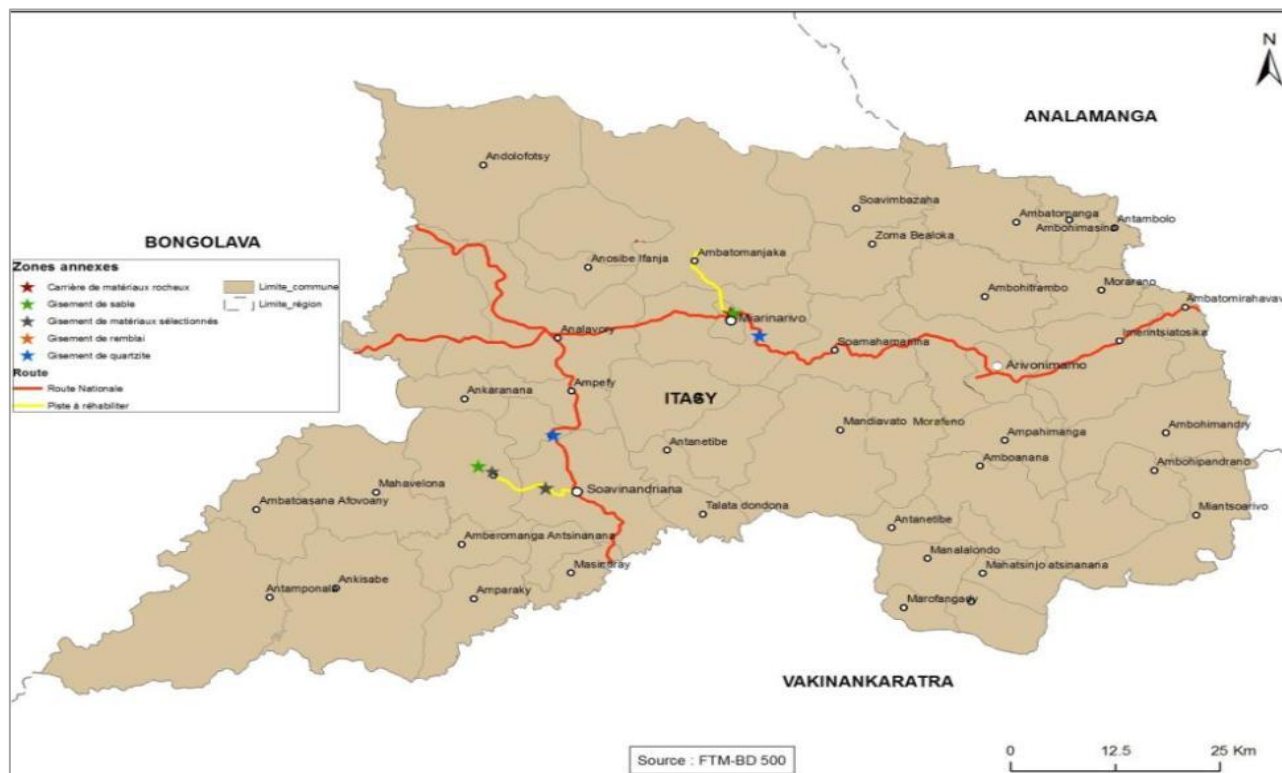 N
ANALAMANGA
Andolofotsy
Soavimbazaha
Ambatomanga
Antambolo
Ambohimasina
BONGOLAVA
Zoma Bealoka
Ambatomanjaka
Anosibe Ifanja
Zones annexes
Carrière de matériaux rocheux
Limite_commune
Gisement de sable
Limite_région
Gisement de matériaux sélectionnés
Gisement de remblai
Gisement de quartzite
Route
Route Nationale
Piste à réhabiliter
Morarano
Ambohitrambo
Ambatomirahavavy
Miarinarivo
Analavory
Imerintsiatosika
Soamahamanina
Arivonimamo
Ampefy
Ankaranana
ITASY
Mandiavato
Morafeno
Ambohimandry
Antanetibe
Ampahimanga
Amboanana
Ambohipandrano
Mahavelona
Soavinandriana
Ambatoasana Afovoany
Talata dondona
Miantsoarivo
Antanetibe
Amberomanga Antsinanana
Manalalondo
Masindray
Mahatsinjo atsinanana
Ankisabe
Antamponala
Amparaky
Marofangady
VAKINANKARATRA
Source : FTM-BD 500
0 12.5 25 Km